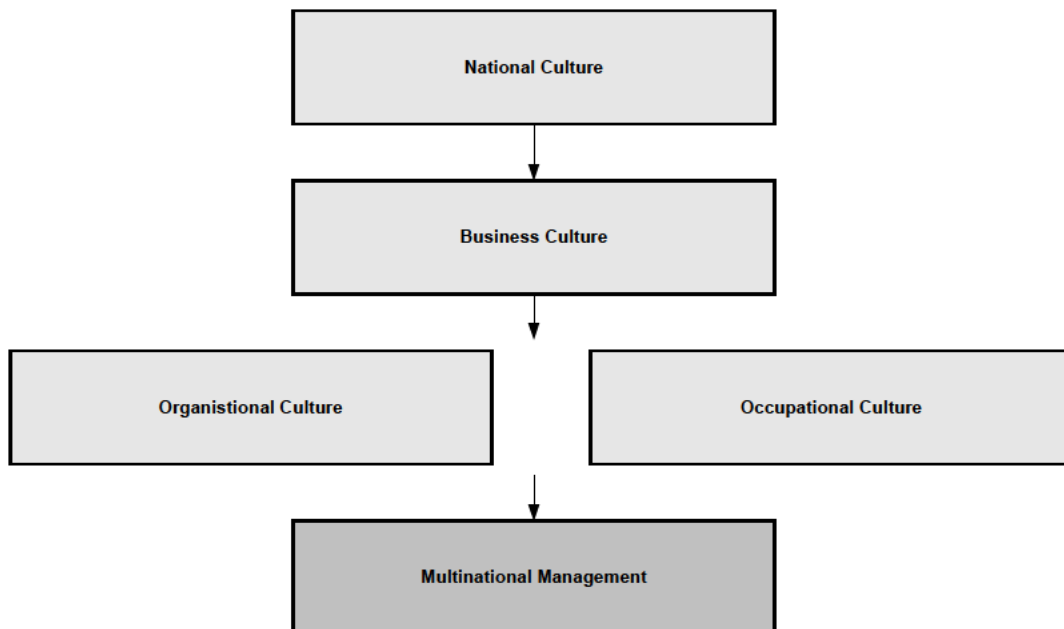 National Culture
Business Culture
Organistional Culture
Occupational Culture
Multinational Management